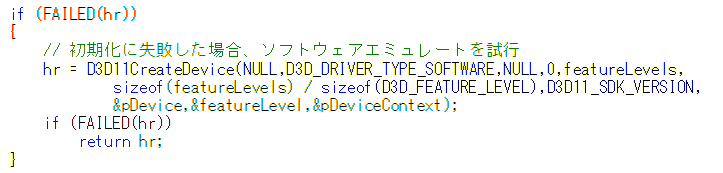 if (FAILED(hr))
{
    // 初期化に失敗した場合、ソフトウェアエミュレートを試行
    hr = D3D11CreateDevice(NULL,D3D_DRIVER_TYPE_SOFTWARE,NULL,0,featureLevels,
            sizeof(featureLevels) / sizeof(D3D_FEATURE_LEVEL),D3D11_SDK_VERSION,
            &pDevice,&featureLevel,&pDeviceContext);
    if (FAILED(hr))
        return hr;
}